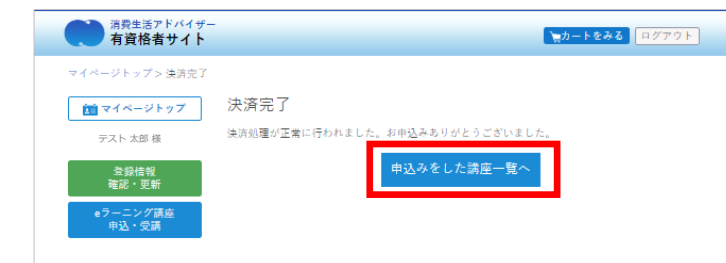 消費生活アドバイザー
有資格者サイト
カートをみる
ログアウト
マイページトップ> 決済完了
マイページトップ
テスト 太郎 様
登録情報
確認・更新
eラーニング講座
申込・受講
決済完了
決済処理が正常に行われました。お申込みありがとうございました。
申込みをした講座一覧へ